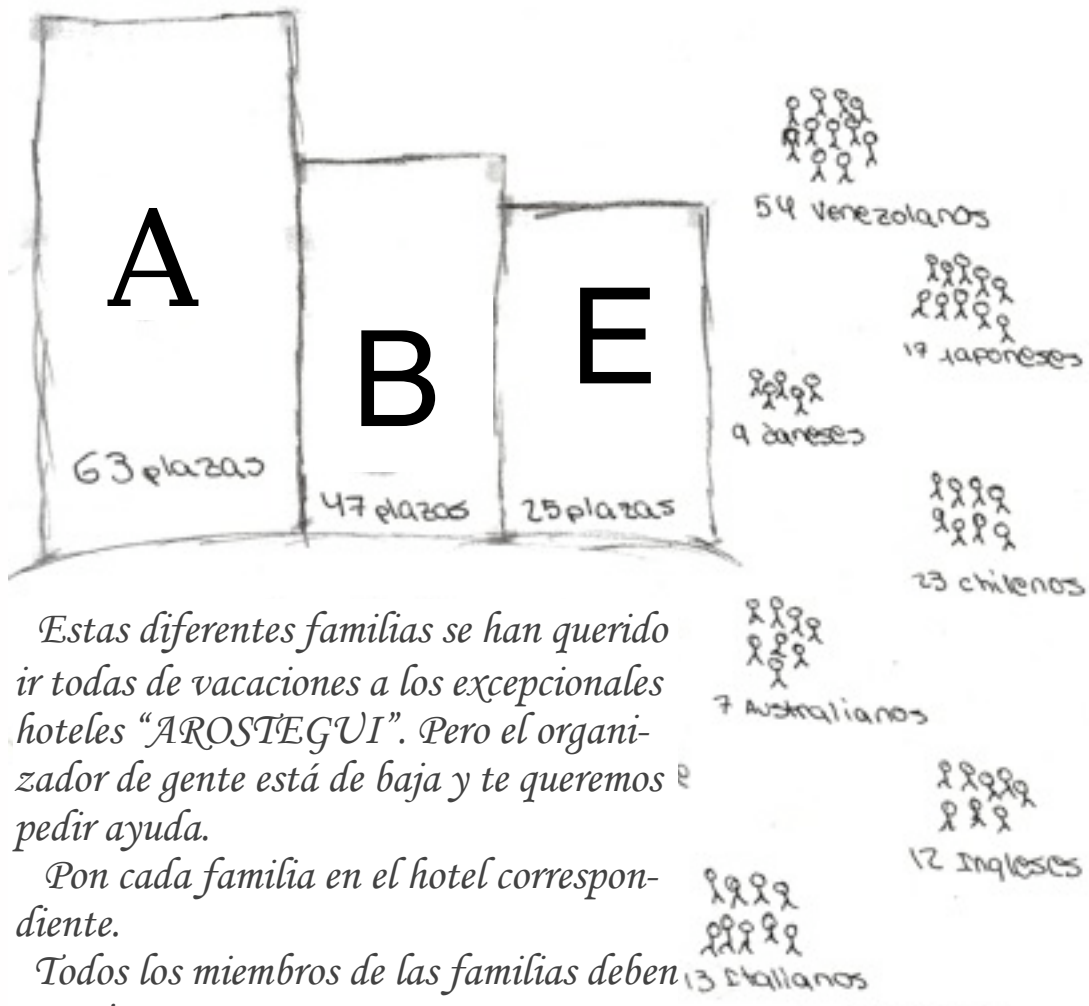 A
B
E
63 plazas
47 plazas
25 plazas
54 Venezolanos
17 Japoneses
9 daneses
23 chilenos
7 Australianos
12 Ingleses
13 Italianos
Estas diferentes familias se han querido
ir todas de vacaciones a los excepcionales
hoteles “AROSTEGUI”. Pero el organi-
zador de gente está de baja y te queremos
pedir ayuda.
Pon cada familia en el hotel correspon-
diente.
Todos los miembros de las familias deben